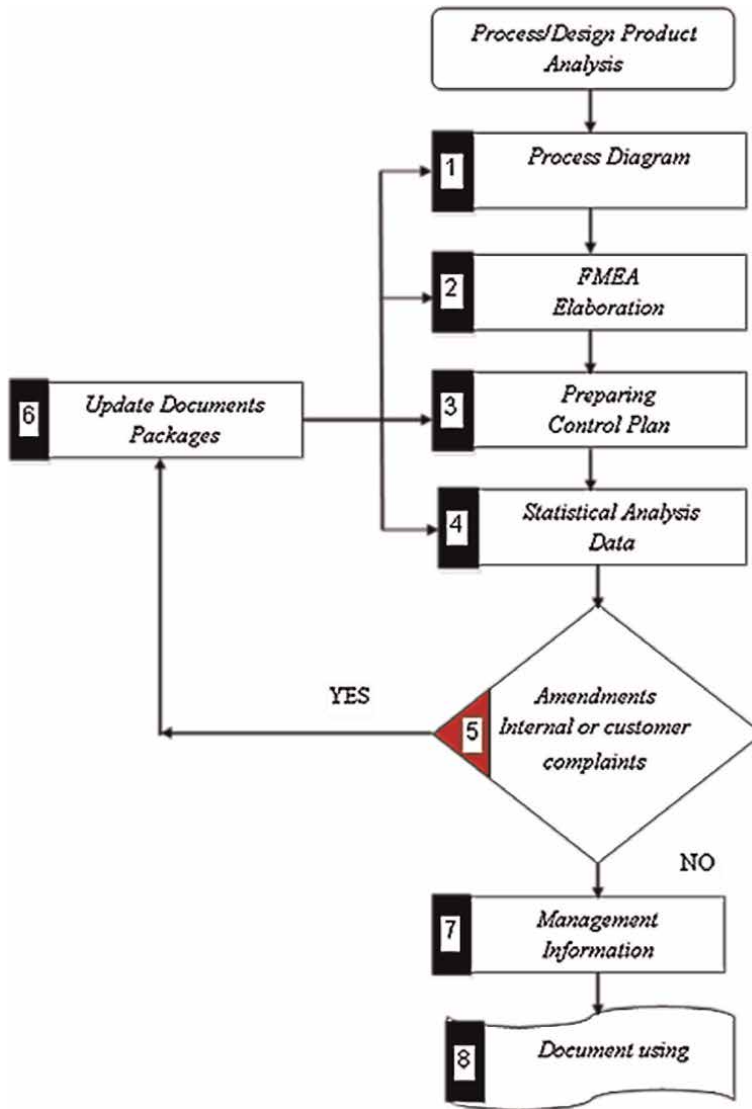 Process/Design Product
Analysis
1
Process Diagram
2
FMEA
Elaboration
3
Preparing
Control Plan
6
Update Documents
Packages
4
Statistical Analysis
Data
YES
5
Amendments
Internal or customer
complaints
NO
7
Management
Information
8
Document using